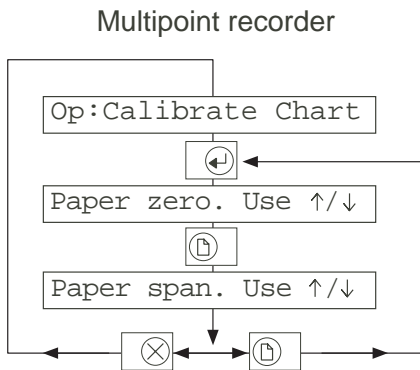 Multipoint recorder
Op:Calibrate Chart
Paper zero. Use ↑/↓
Paper span. Use ↑/↓